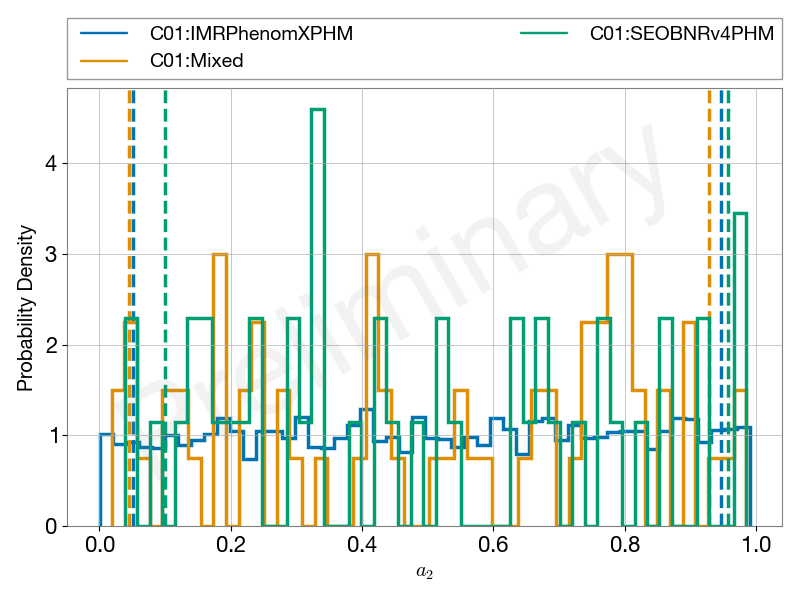 C01:IMRPhenomXPHM
C01:Mixed
C01:SEOBNRv4PHM
Probability Density
4
3
2
1
0
Preliminary
0.0 0.2 0.4 0.6 0.8 1.0
a₂